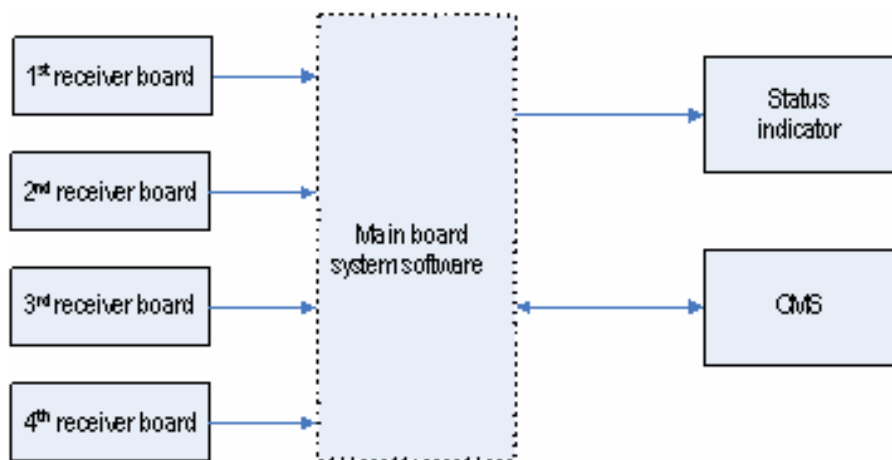 1st receiver board
2nd receiver board
3rd receiver board
4th receiver board
Main board
system software
Status
indicator
CMS